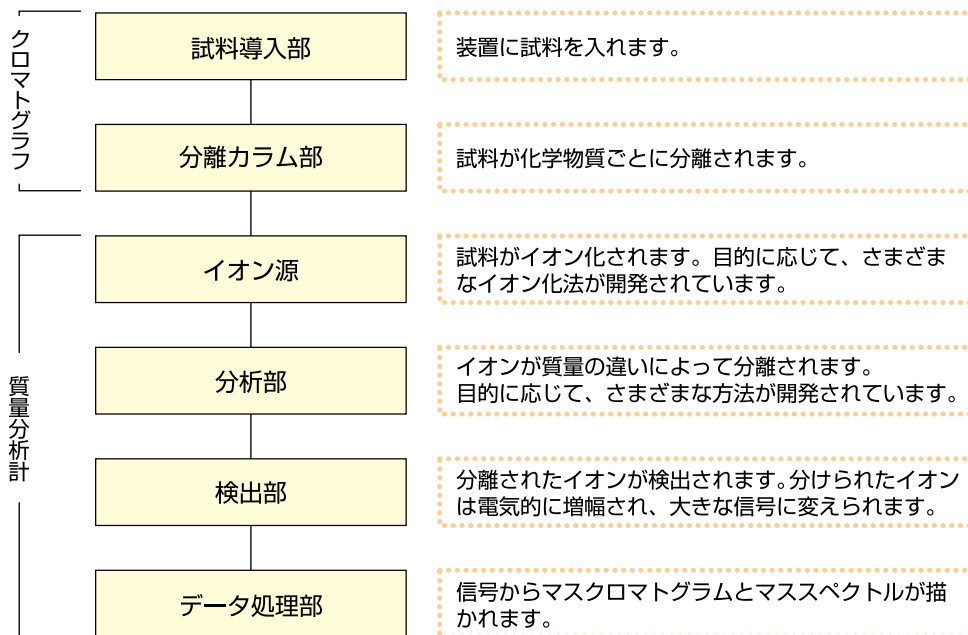 クロマトグラフ
試料導入部
装置に試料を入れます。
分離カラム部
試料が化学物質ごとに分離されます。
質量分析計
イオン源
試料がイオン化されます。目的に応じて、さまざま
なイオン化法が開発されています。
分析部
イオンが質量の違いによって分離されます。
目的に応じて、さまざまな方法が開発されています。
検出部
分離されたイオンが検出されます。分けられたイオン
は電気的に増幅され、大きな信号に変えられます。
データ処理部
信号からマスクロマトグラムとマススペクトルが描
かれます。